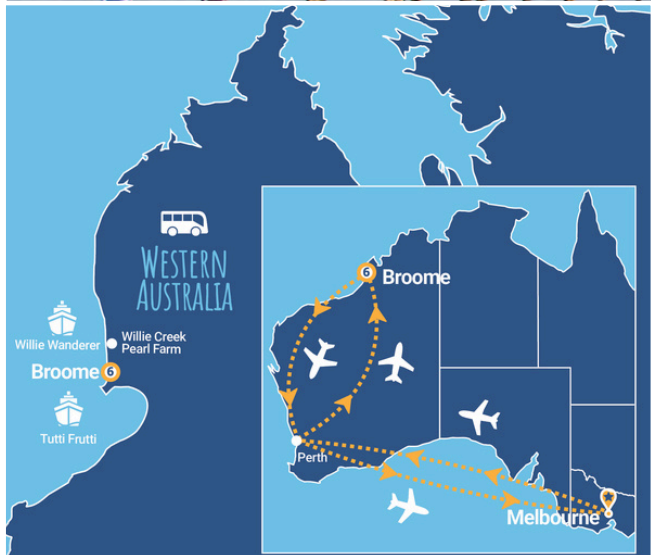 WESTERN
AUSTRALIA
Willie Wanderer
Willie Creek
Pearl Farm
Broome 6
Tutti Frutti
6 Broome
Perth
Melbourne